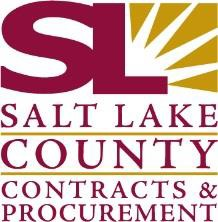 SL
SALT LAKE
COUNTY
CONTRACTS &
PROCUREMENT